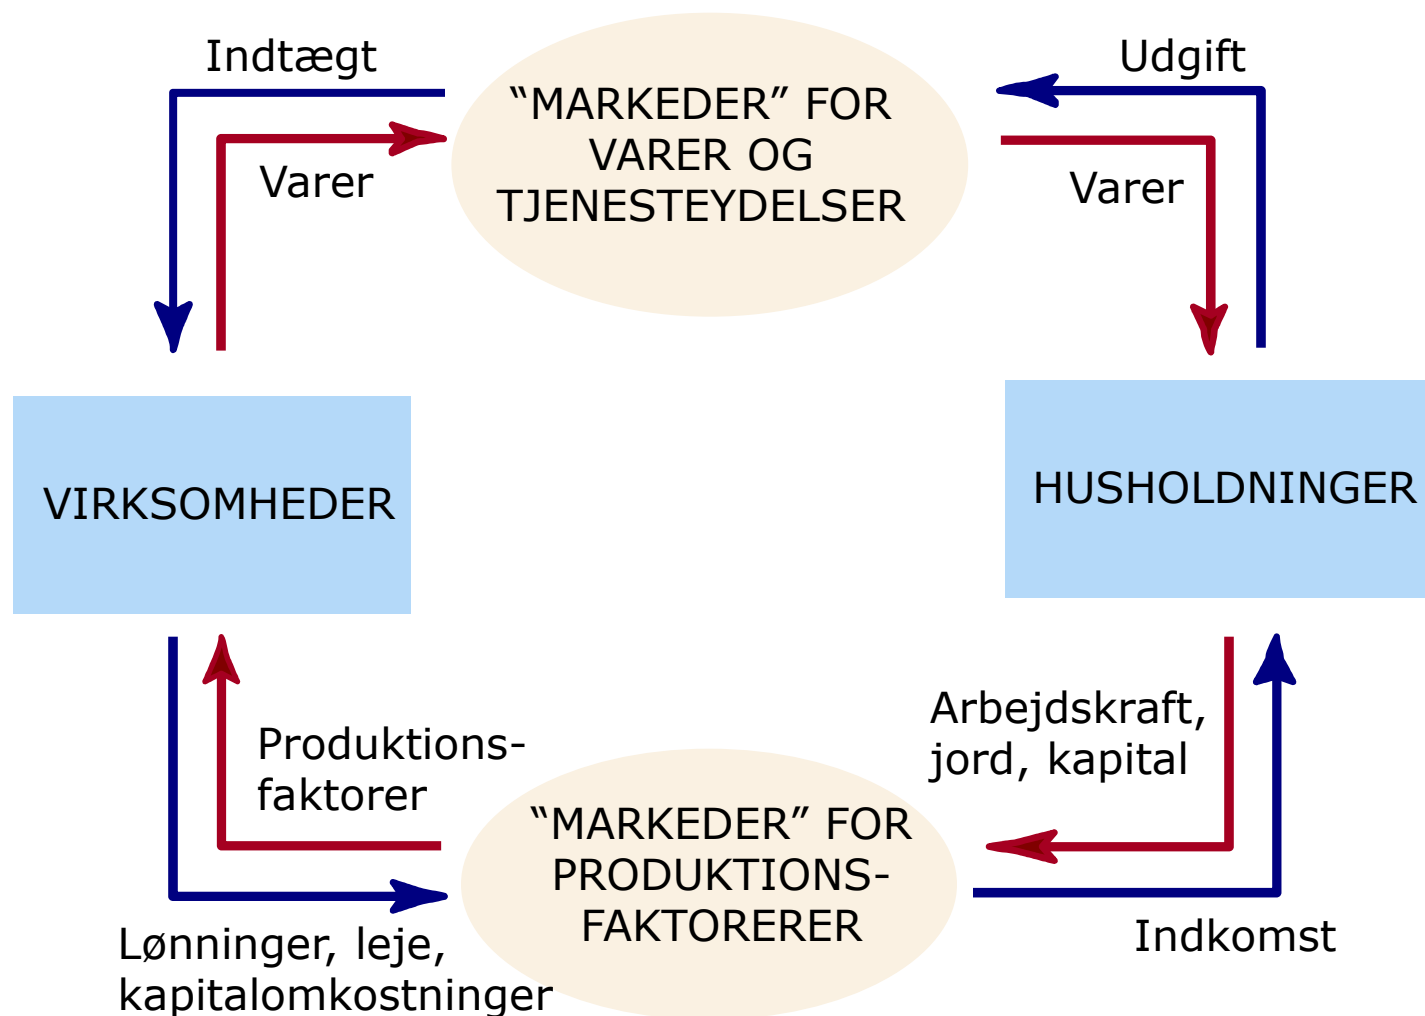 Indtægt
“MARKEDER” FOR
VARER OG
TJENESTEYDELSER
Udgift
Varer
Varer
VIRKSOMHEDER
HUSHOLDNINGER
Produktions-
faktorer
Arbejdskraft,
jord, kapital
“MARKEDER” FOR
PRODUKTIONS-
FAKTORERER
Lønninger, leje,
kapitalomkostninger
Indkomst